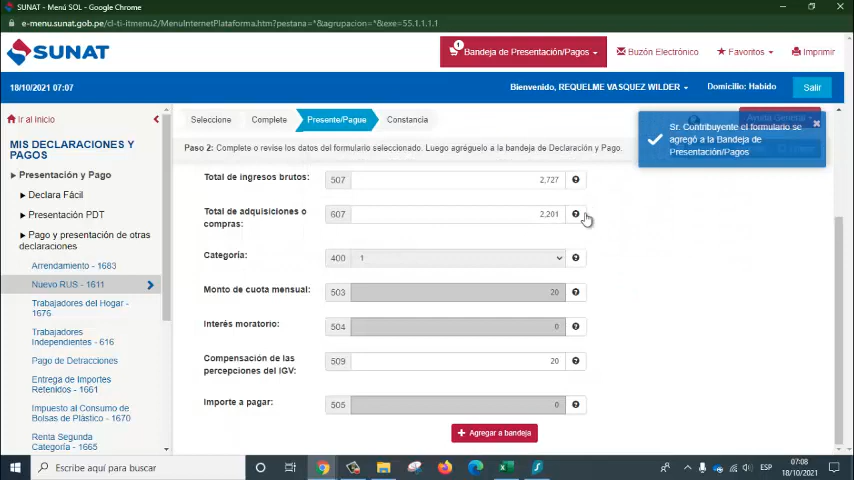 SUNAT - Menú SOL - Google Chrome
e-menu.sunat.gob.pe/cl-ti-itmenu2/MenuInternetPlataforma.htm?pestana=*&agrupacion=*&exe=55.1.1.1.1
SUNAT
1
Bandeja de Presentación/Pagos
Buzón Electrónico
Favoritos
Imprimir
18/10/2021 07:07
Bienvenido, REQUELME VASQUEZ WILDER
Domicilio: Habido
Salir
Ir al Inicio
MIS DECLARACIONES Y
PAGOS
Presentación y Pago
Declara Fácil
Presentación PDT
Pago y presentación de otras
declaraciones
Arrendamiento - 1683
Nuevo RUS - 1611
Trabajadores del Hogar -
1676
Trabajadores
Independientes - 616
Pago de Detracciones
Entrega de Importes
Retenidos - 1661
Impuesto al Consumo de
Bolsas de Plástico - 1670
Renta Segunda
Categoría - 1665
Seleccione
Complete
Presente/Pague
Constancia
Ayuda General
Sr. Contribuyente el formulario se
agregó a la Bandeja de
Presentación/Pagos
Paso 2: Complete o revise los datos del formulario seleccionado. Luego agréguelo a la bandeja de Declaración y Pago.
Total de ingresos brutos: 507 2,727
Total de adquisiciones o
compras: 607 2,201
Categoría: 400 1
Monto de cuota mensual: 503 20
Interés moratorio: 504 0
Compensación de las
percepciones del IGV: 509 20
Importe a pagar: 505 0
+ Agregar a bandeja
Escribe aquí para buscar
ESP
07:08
18/10/2021